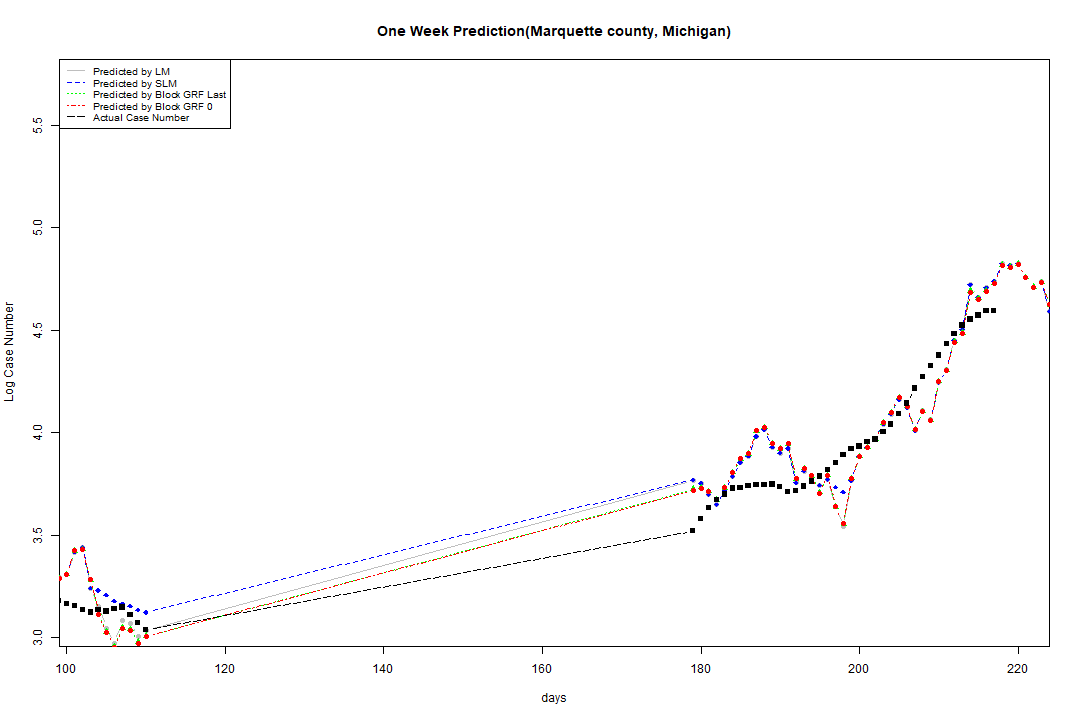 One Week Prediction(Marquette county, Michigan)
Predicted by LM
Predicted by SLM
Predicted by Block GRF Last
Predicted by Block GRF 0
Actual Case Number
5.5
5.0
4.5
4.0
3.5
3.0
Log Case Number
100 120 140 160 180 200 220
days